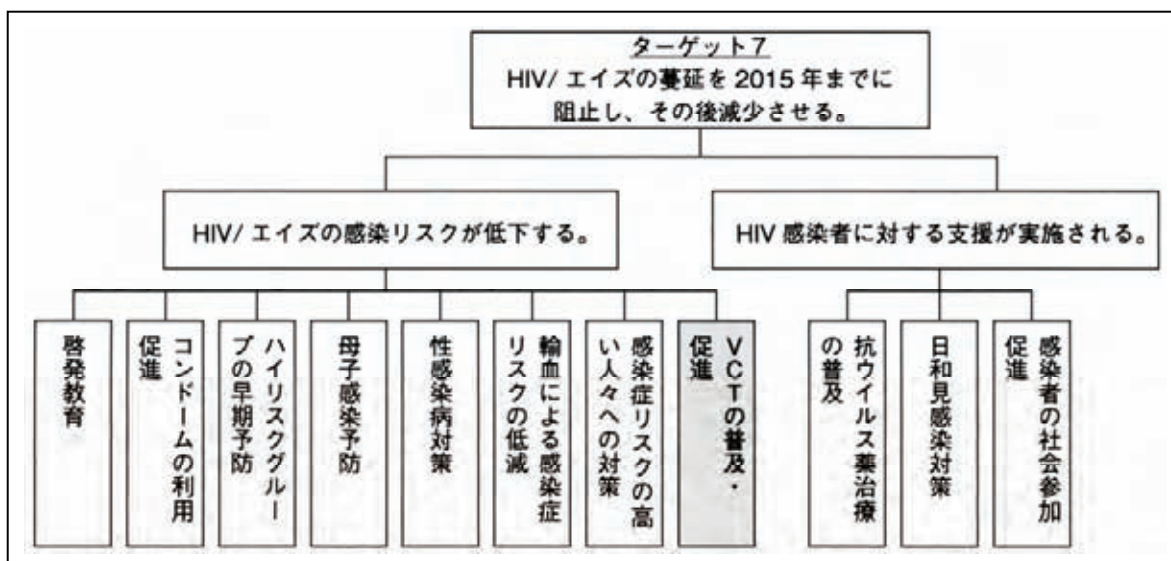 ターゲット7
HIV/エイズの蔓延を2015年までに
阻止し、その後減少させる。
HIV/エイズの感染リスクが低下する。
HIV感染者に対する支援が実施される。
啓発教育
コンドームの利用
促進
ハイリスクグルー
プの早期予防
母子感染予防
性感染病対策
輸血による感染症
リスクの低減
感染症リスクの高
い人々への対策
VCTの普及・
促進
抗ウイルス薬治療
の普及
日和見感染対策
感染者の社会参加
促進